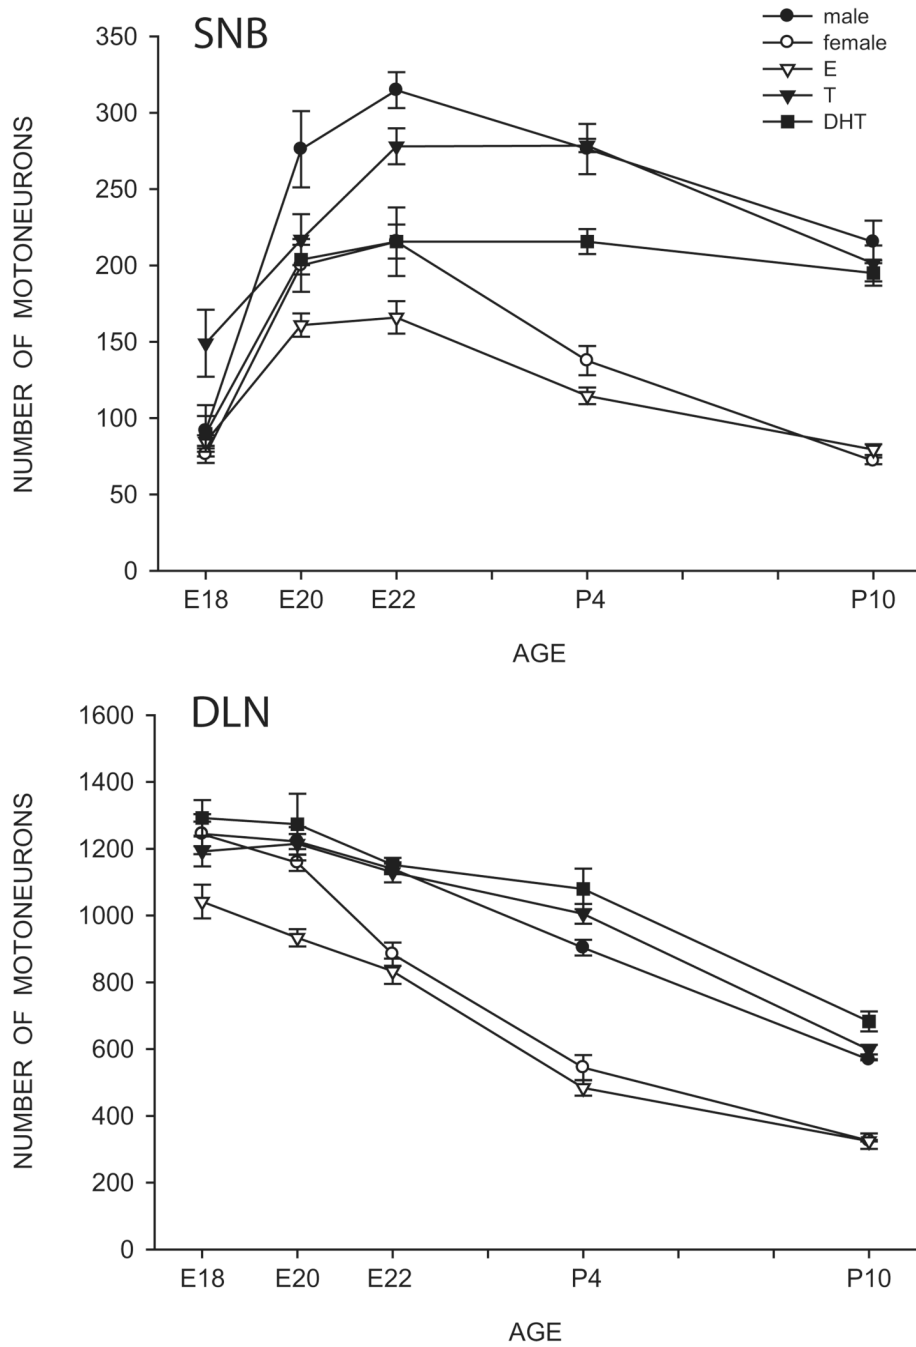 SNB
male
female
E
T
DHT
350
300
250
200
150
100
50
0
NUMBER OF MOTONEURONS
E18 E20 E22 P4 P10
AGE
DLN
1600
1400
1200
1000
800
600
400
200
0
NUMBER OF MOTONEURONS
E18 E20 E22 P4 P10
AGE